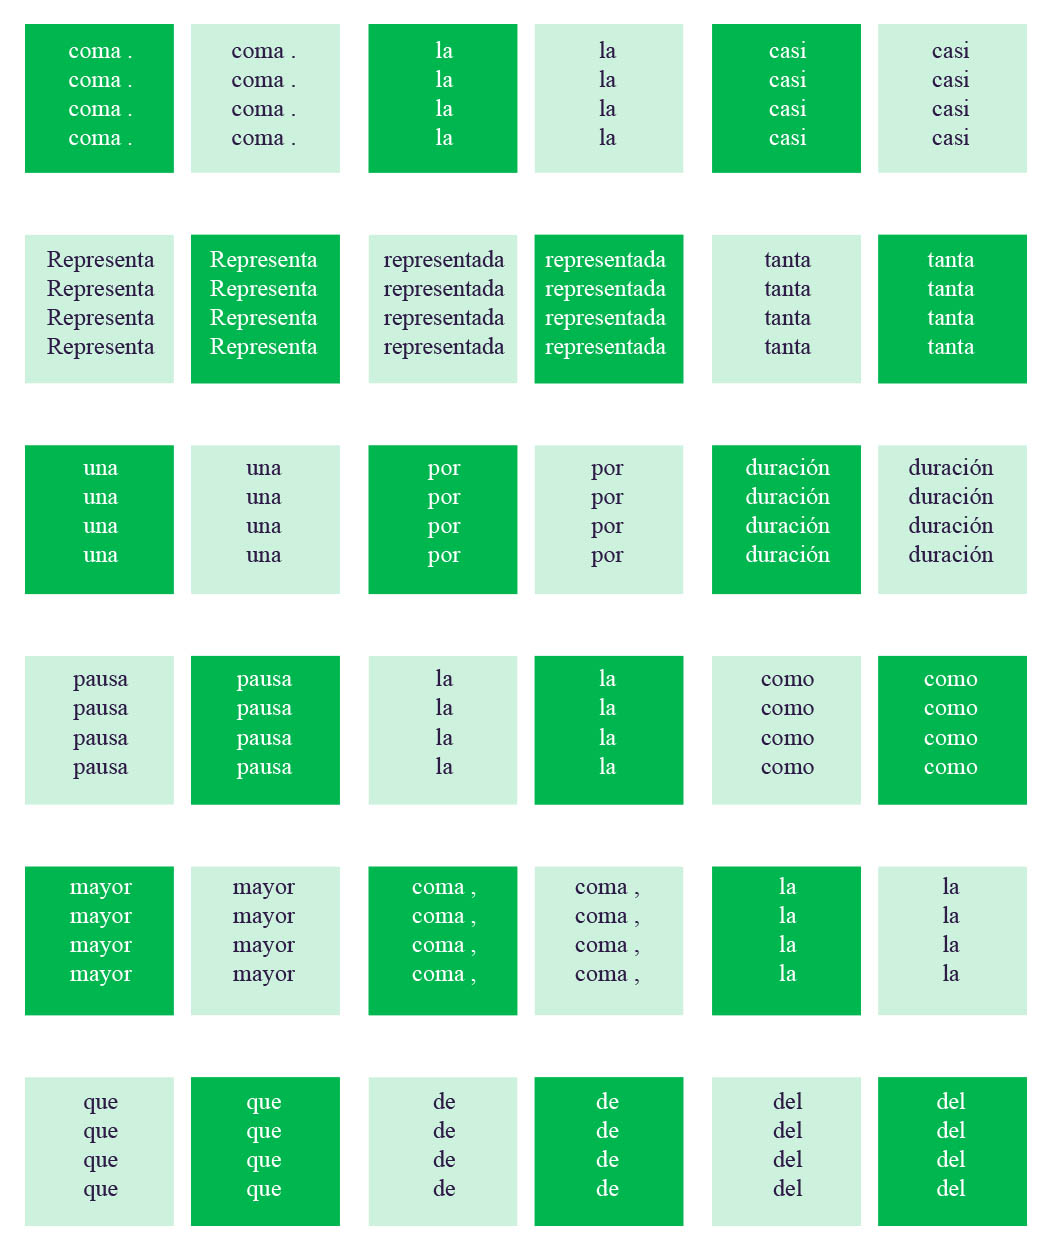 coma . coma . la la casi casi
coma . coma . la la casi casi
coma . coma . la la casi casi
coma . coma . la la casi casi
Representa Representa representada representada tanta tanta
Representa Representa representada representada tanta tanta
Representa Representa representada representada tanta tanta
Representa Representa representada representada tanta tanta
una una por por duración duración
una una por por duración duración
una una por por duración duración
una una por por duración duración
pausa pausa la la como como
pausa pausa la la como como
pausa pausa la la como como
pausa pausa la la como como
mayor mayor coma , coma , la la
mayor mayor coma , coma , la la
mayor mayor coma , coma , la la
mayor mayor coma , coma , la la
que que de de del del
que que de de del del
que que de de del del
que que de de del del